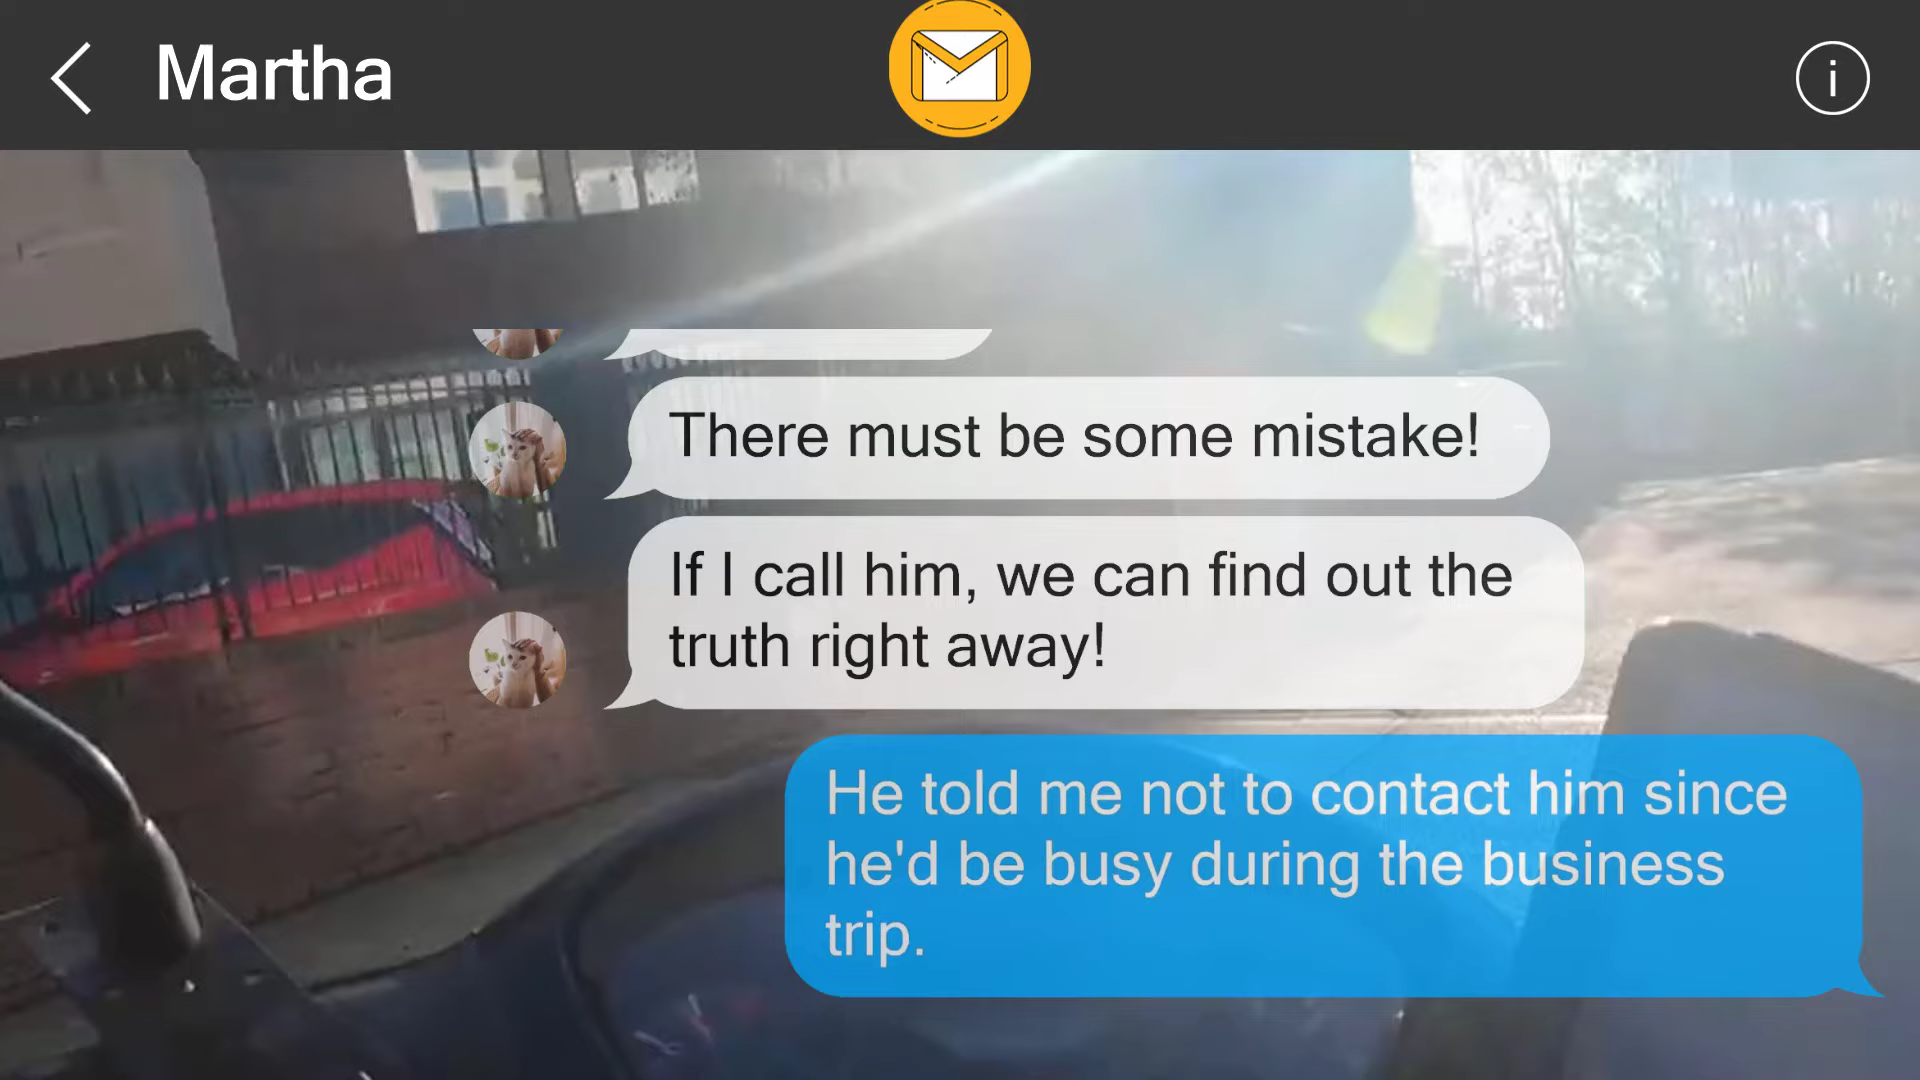 Martha
There must be some mistake!
If I call him, we can find out the
truth right away!
He told me not to contact him since
he'd be busy during the business
trip.